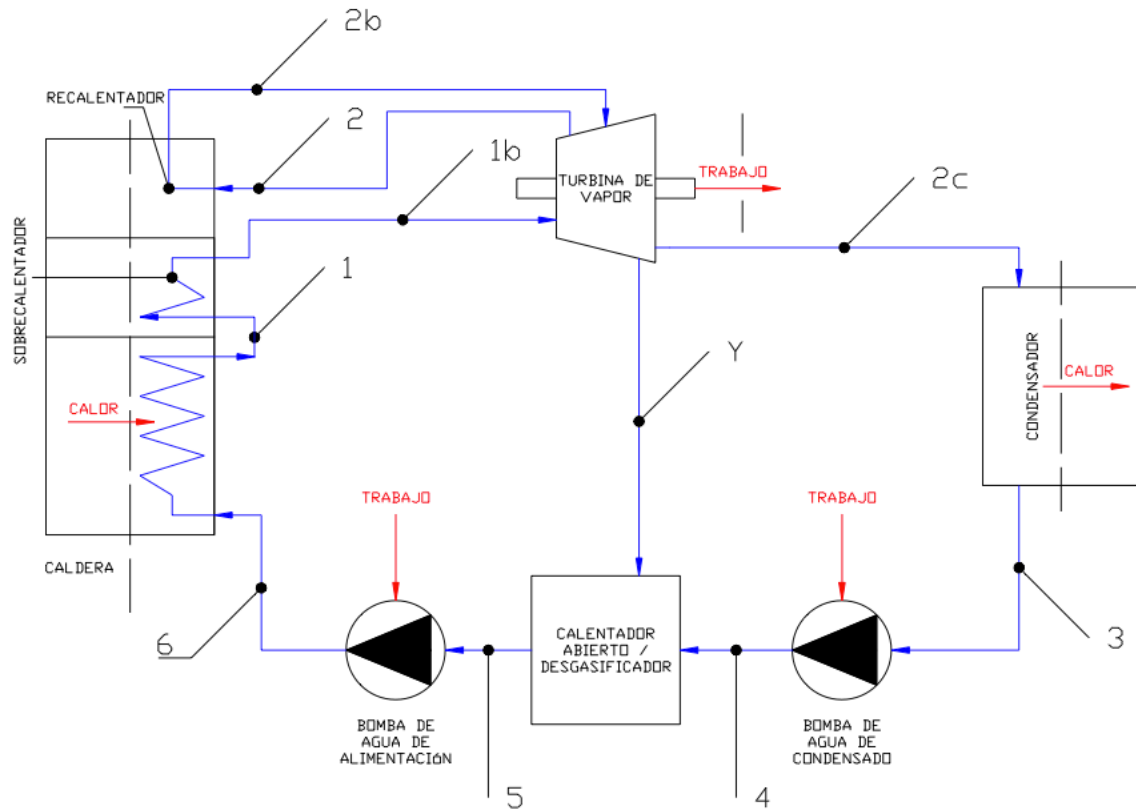 2b
RECALENTADOR
2
1b
TURBINA DE
VAPOR
TRABAJO
2c
SOBRECALENTADOR
1
CALOR
Y
CONDENSADOR
CALOR
TRABAJO
TRABAJO
CALDERA
6
CALENTADOR
ABIERTO /
DESGASIFICADOR
3
BOMBA DE
AGUA DE
ALIMENTACIÓN
BOMBA DE
AGUA DE
CONDENSADO
5
4